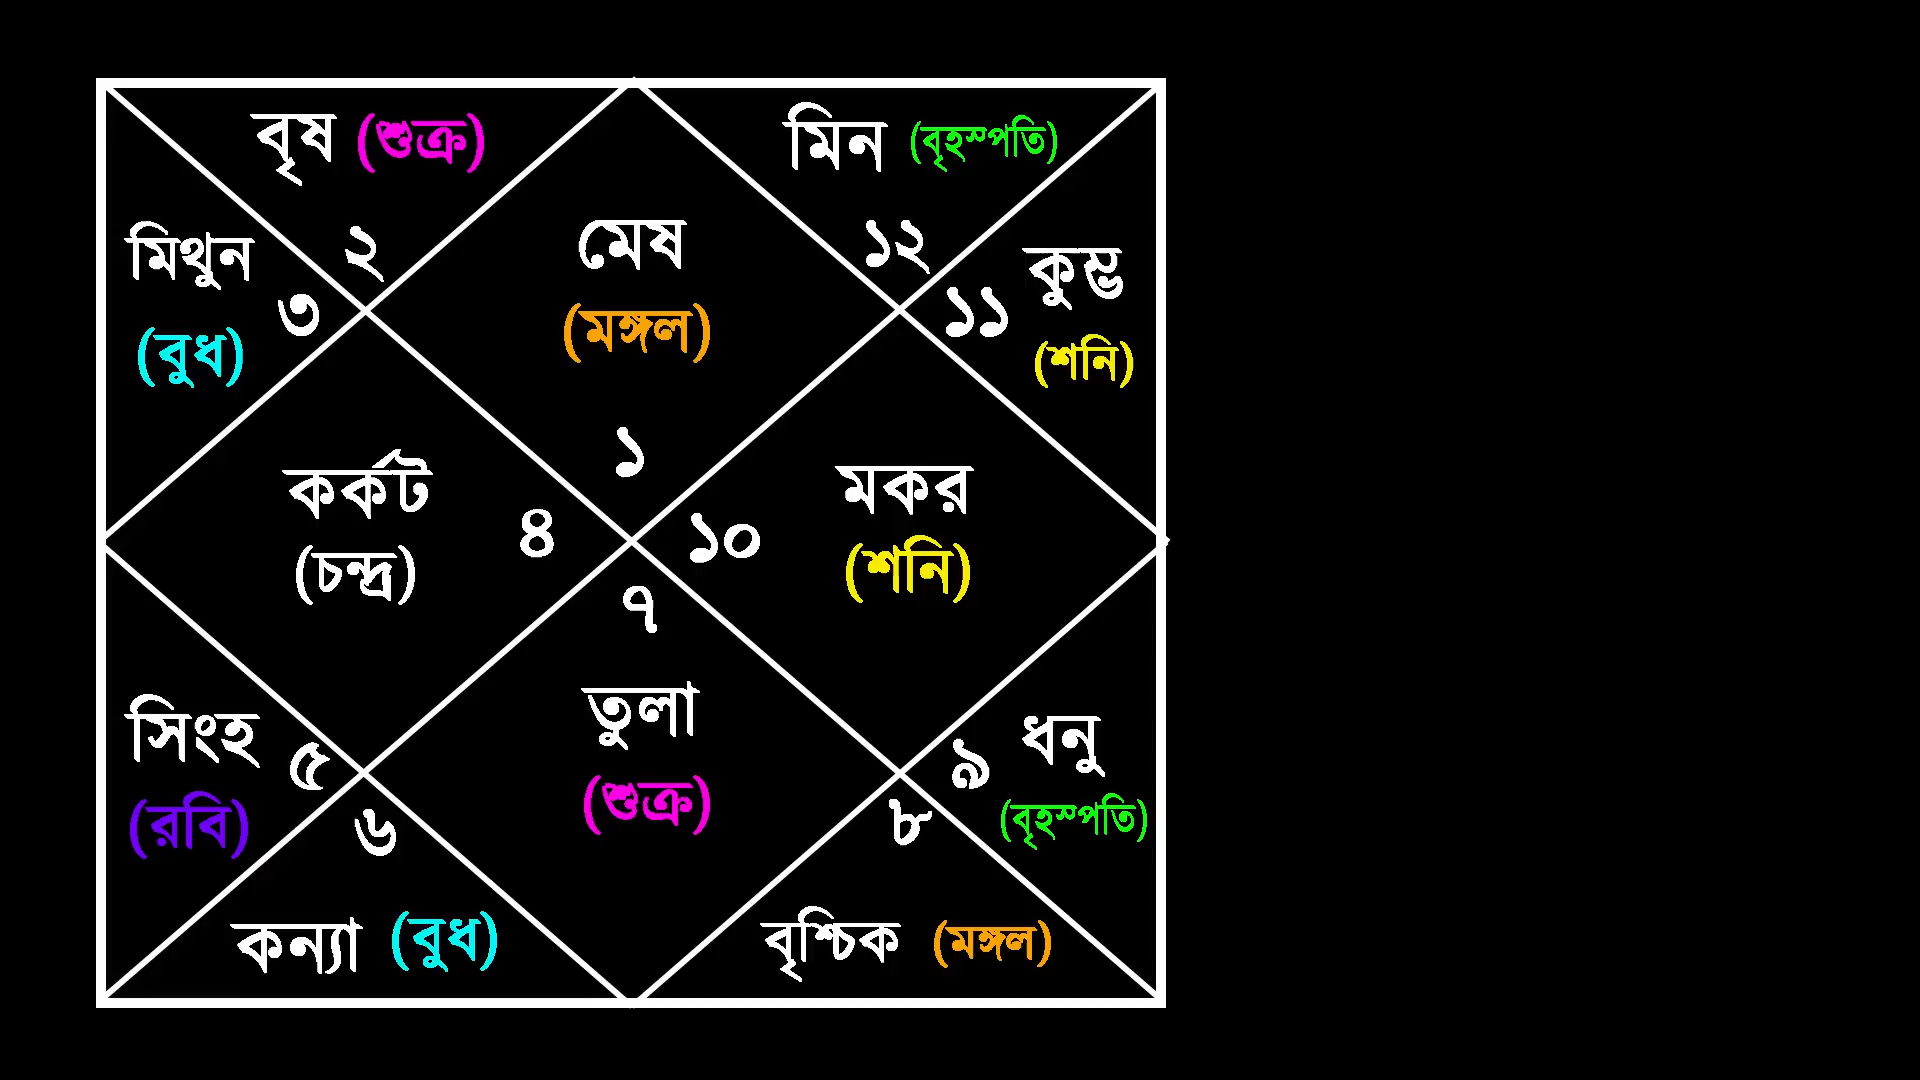 বৃষ (শুক্র)
মিন (বৃহস্পতি)
২
১২
মেষ
(মঙ্গল)
১
মিথুন
৩
(বুধ)
কুম্ভ
১১
(শনি)
কর্কট
৪
(চন্দ্র)
মকর
১০
(শনি)
৭
তুলা
(শুক্র)
সিংহ
৫
(রবি)
ধনু
৯
(বৃহস্পতি)
৬
কন্যা (বুধ)
৮
বৃশ্চিক (মঙ্গল)